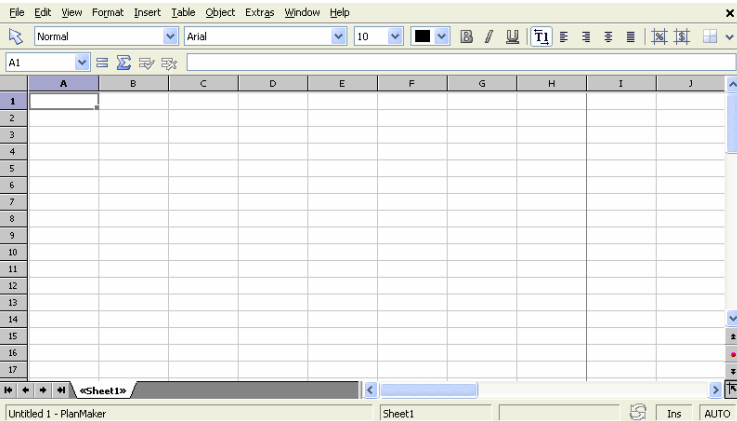 File Edit View Format Insert Table Object Extras Window Help
Normal Arial 10 B I U T1
A1
A B C D E F G H I J
1
2
3
4
5
6
7
8
9
10
11
12
13
14
15
16
17
«Sheet1»
Untitled 1 - PlanMaker Sheet1 Ins AUTO